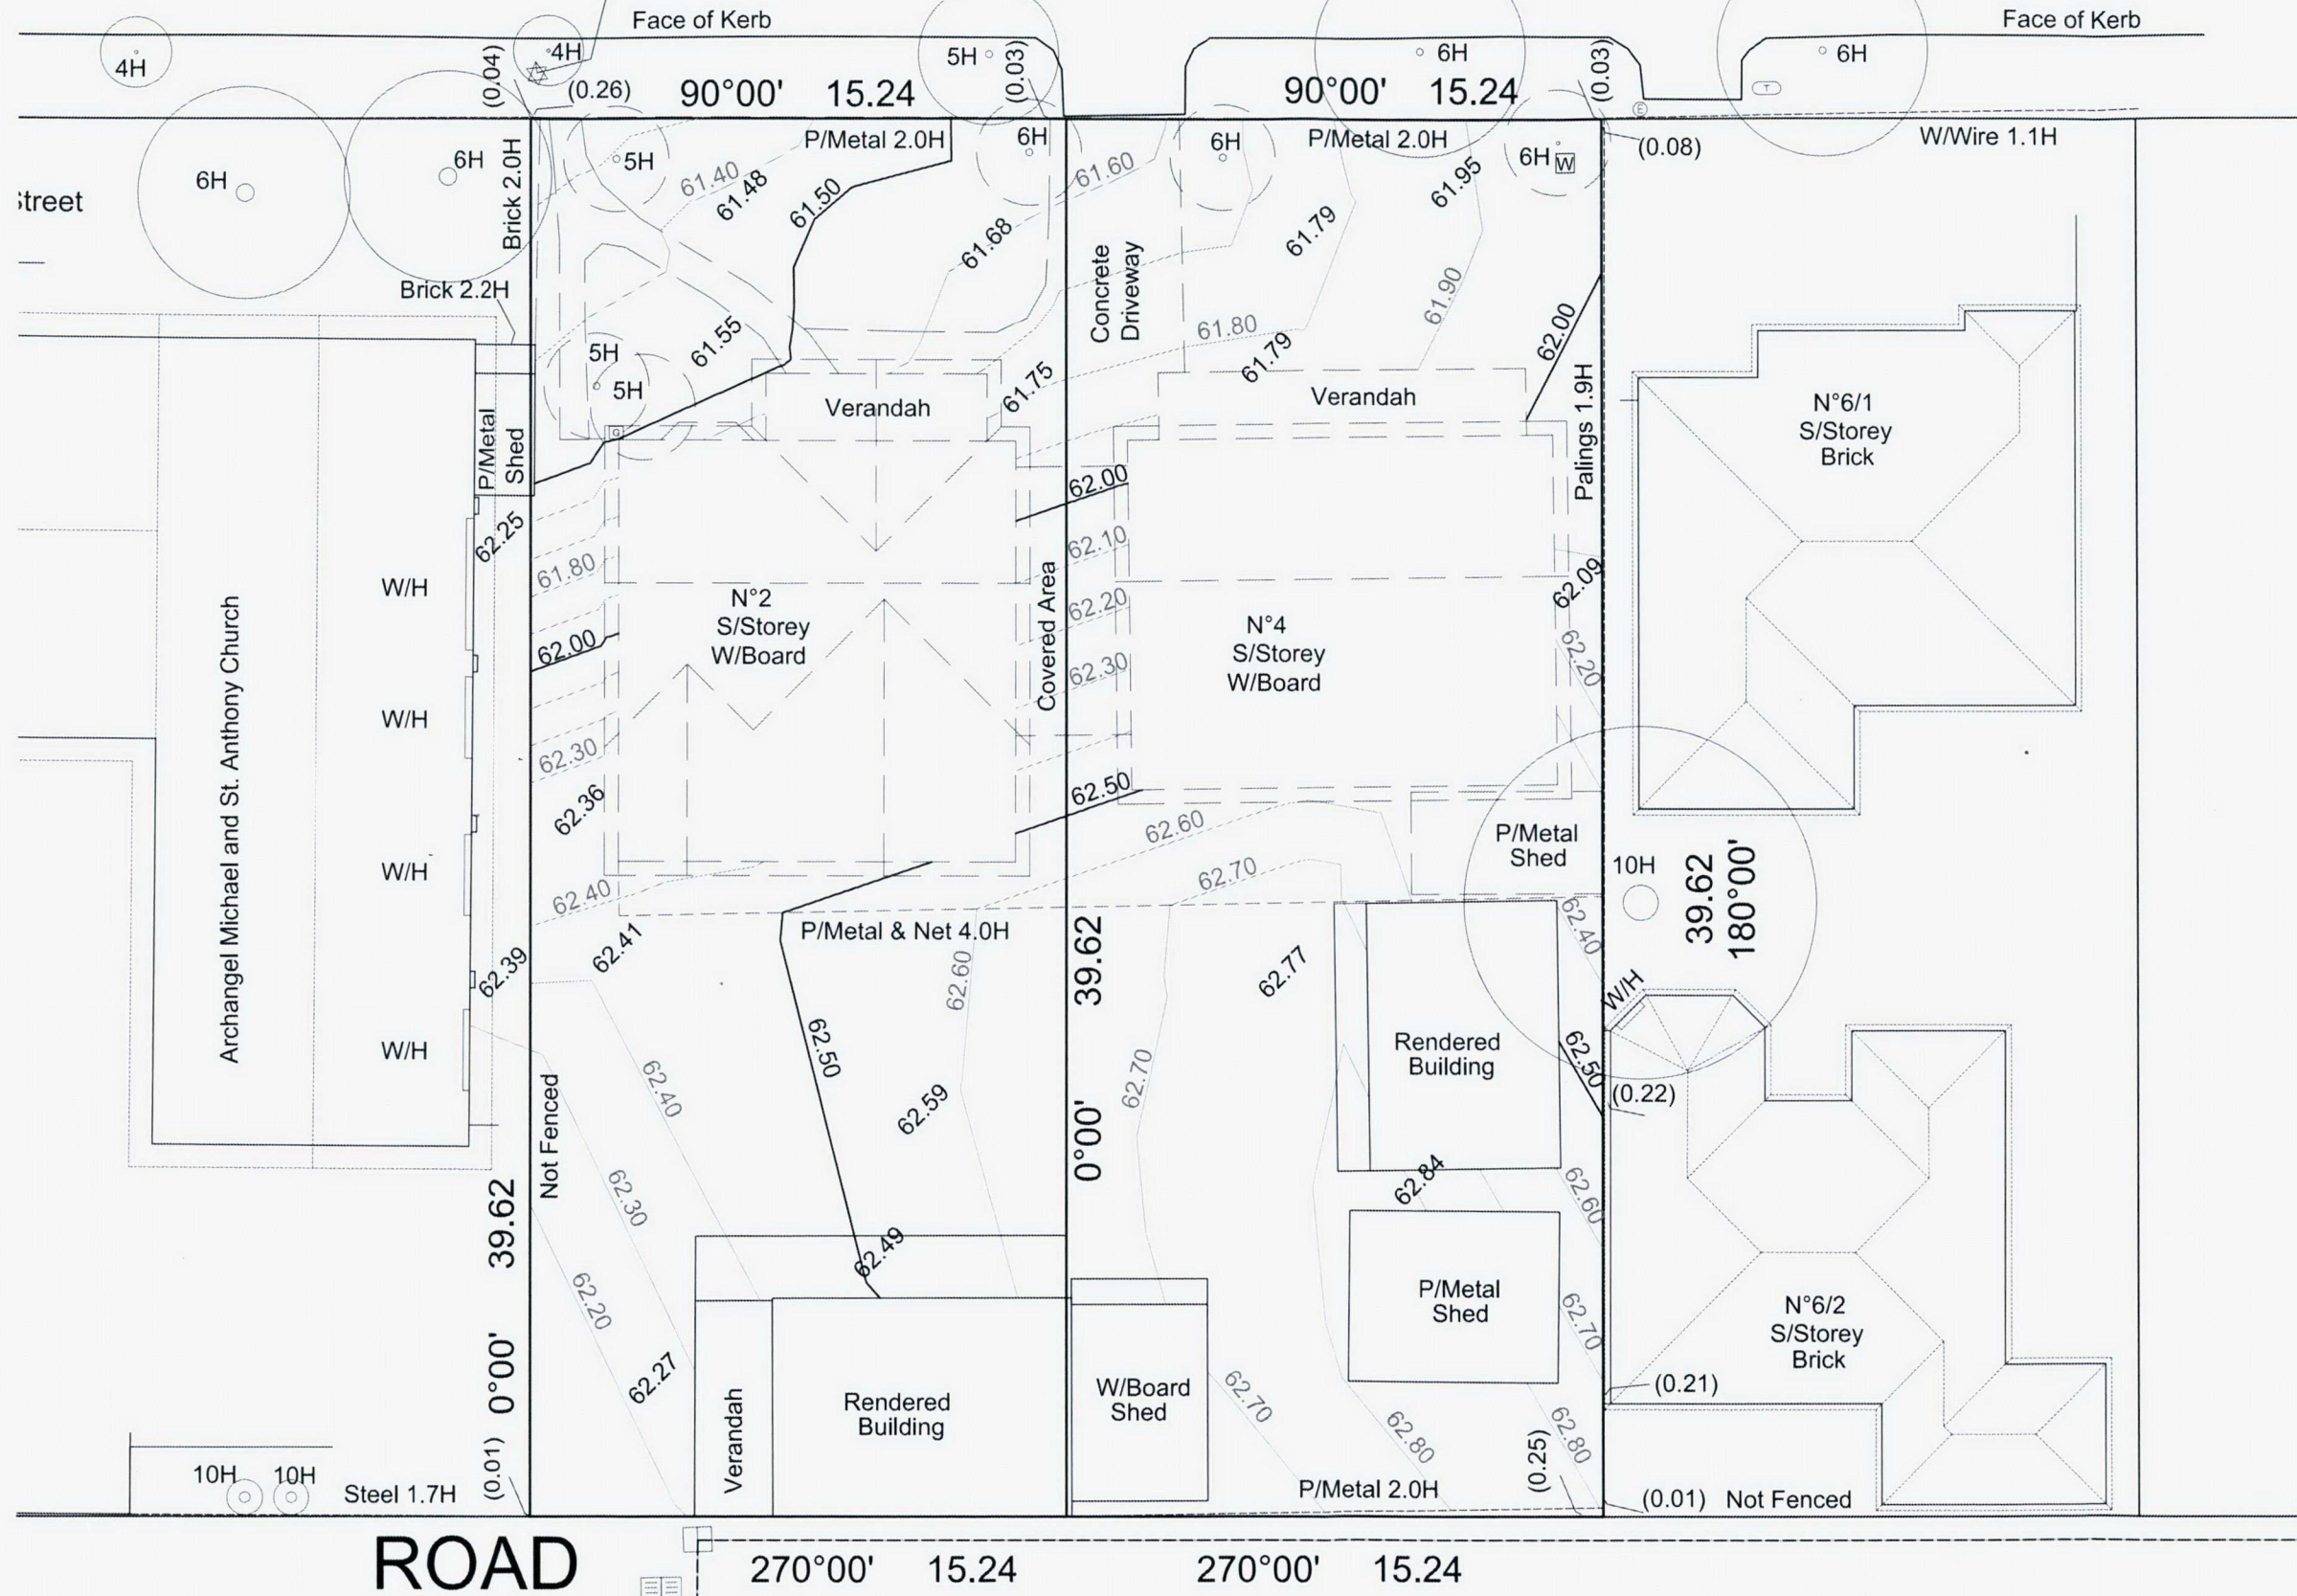 Face of Kerb
Face of Kerb
4H
4H
(0.04)
(0.26)
90°00' 15.24
5H
(0.03)
90°00' 15.24
6H
(0.03)
6H
T
E
6H
6H
Street
Brick 2.0H
5H
61.40
61.48
P/Metal 2.0H
61.50
6H
61.68
61.60
6H
P/Metal 2.0H
61.79
61.95
6H
W
(0.08)
W/Wire 1.1H
Brick 2.2H
61.55
Concrete
Driveway
61.80
61.79
61.90
62.00
5H
5H
G
Verandah
61.75
Verandah
Palings 1.9H
P/Metal
Shed
N°6/1
S/Storey
Brick
62.25
61.80
62.00
62.30
62.36
62.40
62.41
62.39
W/H
W/H
W/H
W/H
Archangel Michael and St. Anthony Church
N°2
S/Storey
W/Board
Covered Area
62.00
62.10
62.20
62.30
62.50
N°4
S/Storey
W/Board
62.09
62.20
62.60
62.70
P/Metal
Shed
10H
39.62
180°00'
P/Metal & Net 4.0H
62.60
39.62
0°00'
62.77
62.40
W/H
62.50
62.40
62.59
62.70
Rendered
Building
62.50
(0.22)
Not Fenced
62.30
62.20
62.49
62.84
62.60
39.62
0°00'
62.27
P/Metal
Shed
62.70
N°6/2
S/Storey
Brick
(0.21)
Verandah
Rendered
Building
W/Board
Shed
62.70
62.80
62.80
(0.25)
10H
10H
Steel 1.7H
(0.01)
P/Metal 2.0H
(0.01)
Not Fenced
ROAD
270°00' 15.24
270°00' 15.24